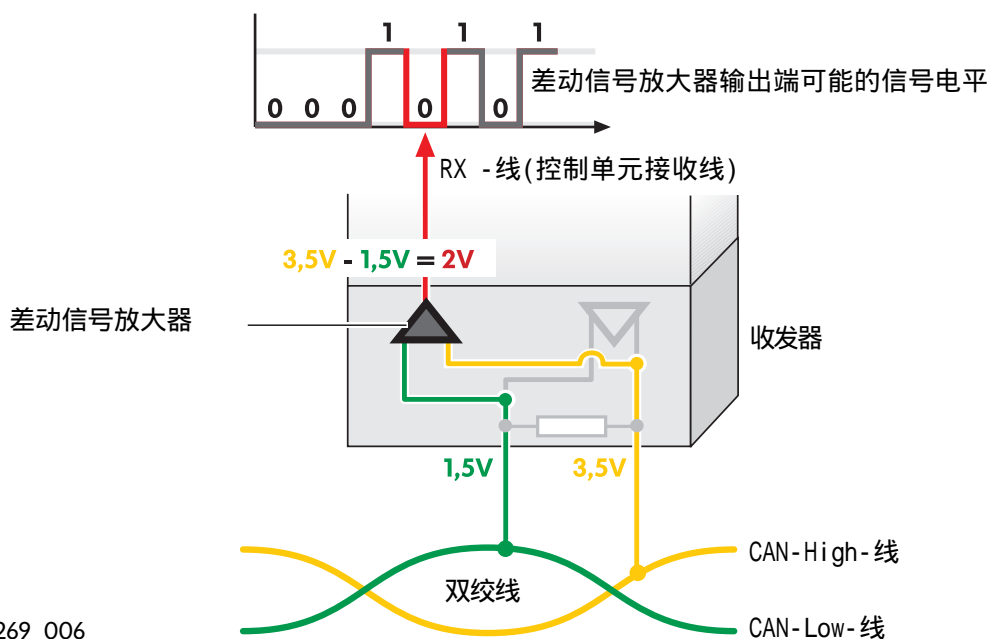 1 1 1
差动信号放大器输出端可能的信号电平
0 0 0 0 0
RX -线(控制单元接收线)
3,5V - 1,5V = 2V
差动信号放大器
收发器
1,5V 3,5V
CAN-High-线
双绞线
CAN-Low-线
269 006